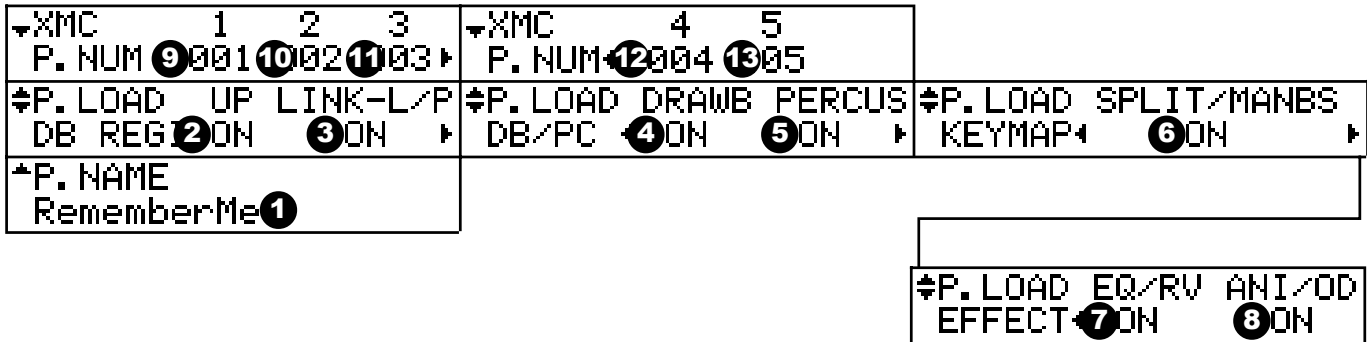 XMC 1 2 3
P. NUM 9 001 10 002 11 003
XMC 4 5
P. NUM 12 004 13 05
P. LOAD UP LINK-L/P
DB REG 2 ON 3 ON
P. LOAD DRAWB PERCUS
DB/PC 4 ON 5 ON
P. LOAD SPLIT/MANBS
KEYMAP 6 ON
P. NAME
RememberMe 1
P. LOAD EQ/RV ANI/OD
EFFECT 7 ON 8 ON